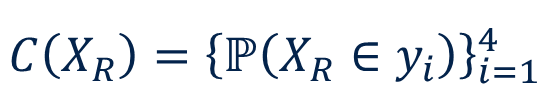 C(X_R) = {ℙ(X_R ∈ y_i)}_{i=1}^{4}